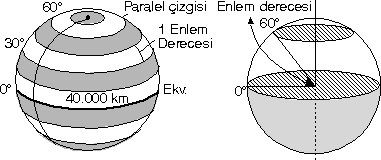 60°
Paralel çizgisi
30°
1 Enlem
Derecesi
0°
40.000 km
Ekv.
Enlem derecesi
60°
0°